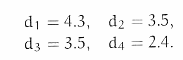 d₁ = 4.3, d₂ = 3.5,
d₃ = 3.5, d₄ = 2.4.